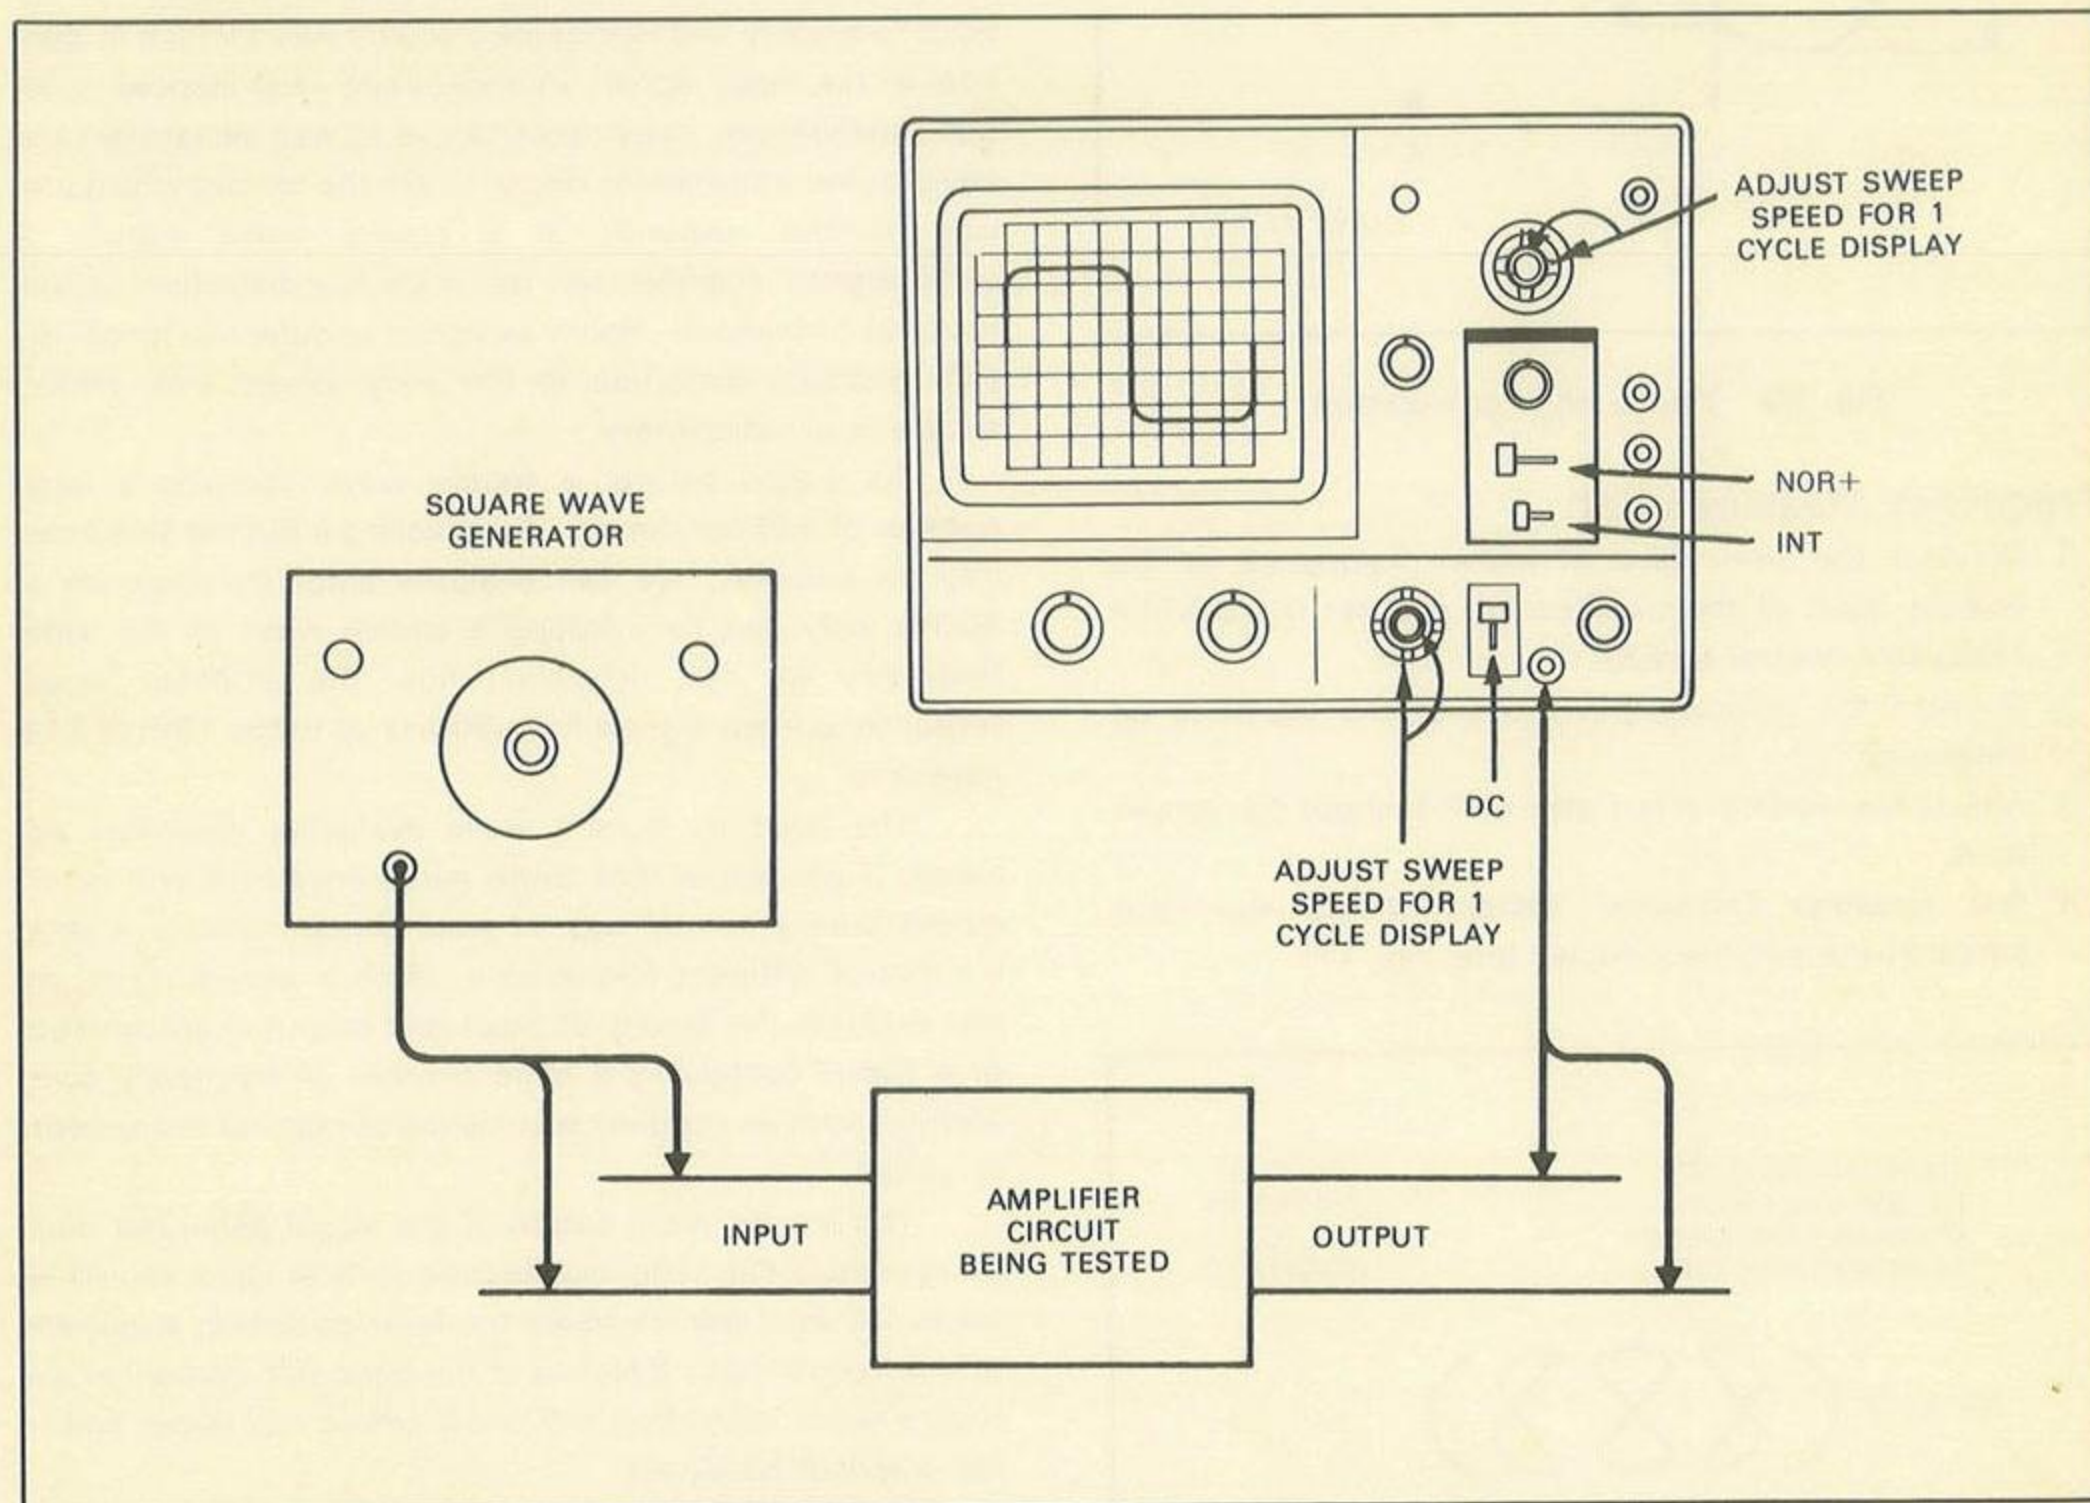 ADJUST SWEEP
SPEED FOR 1
CYCLE DISPLAY
NOR+
INT
SQUARE WAVE
GENERATOR
DC
ADJUST SWEEP
SPEED FOR 1
CYCLE DISPLAY
INPUT
AMPLIFIER
CIRCUIT
BEING TESTED
OUTPUT